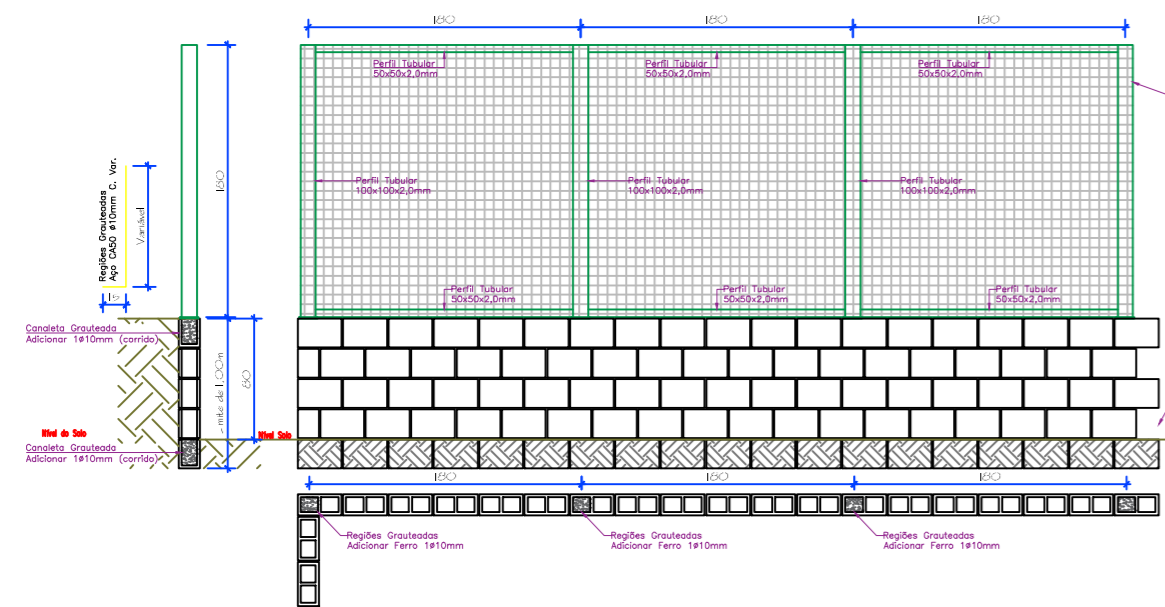 180
180
180
Perfil Tubular
50x50x2,0mm
Perfil Tubular
50x50x2,0mm
Perfil Tubular
50x50x2,0mm
180
Regiões Grauteadas
Aço CA50 ø10mm C. Var.
Variável
15
Perfil Tubular
100x100x2,0mm
Perfil Tubular
100x100x2,0mm
Perfil Tubular
100x100x2,0mm
Perfil Tubular
50x50x2,0mm
Perfil Tubular
50x50x2,0mm
Perfil Tubular
50x50x2,0mm
Canaleta Grauteada
Adicionar 1ø10mm (corrido)
de 1.00m
Nível do Solo
Nível Solo
Canaleta Grauteada
Adicionar 1ø10mm (corrido)
180
180
180
Regiões Grauteadas
Adicionar Ferro 1ø10mm
Regiões Grauteadas
Adicionar Ferro 1ø10mm
Regiões Grauteadas
Adicionar Ferro 1ø10mm